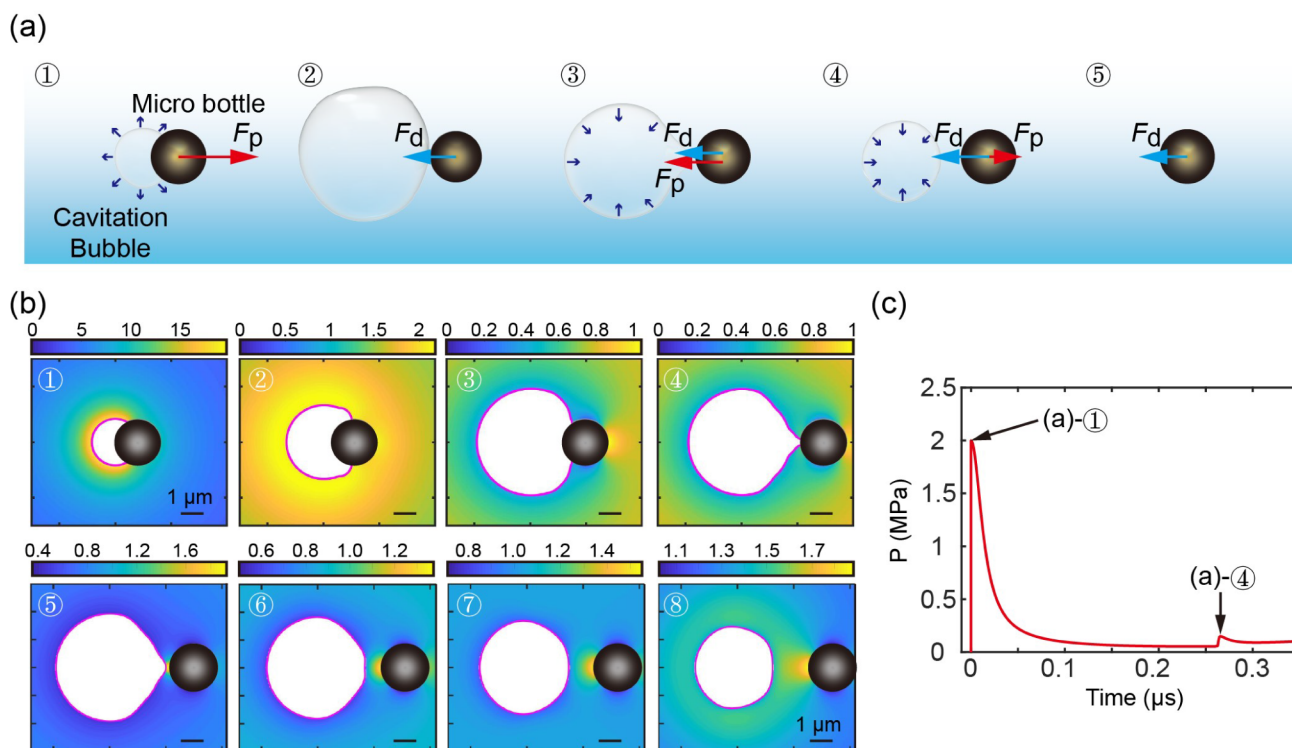 (a)
① ② ③ ④ ⑤
Micro bottle
Fp
Fd
Fd
Fp
Fd
Fp
Fd
Cavitation
Bubble
(b)
0 5 10 15
0 0.5 1 1.5 2
0 0.2 0.4 0.6 0.8 1
0 0.2 0.4 0.6 0.8 1
① ② ③ ④
1 μm
0.4 0.8 1.2 1.6
0.6 0.8 1.0 1.2
0.8 1.0 1.2 1.4
1.1 1.3 1.5 1.7
⑤ ⑥ ⑦ ⑧
1 μm
(c)
2.5
2
1.5
1
0.5
0
P (MPa)
(a)-①
(a)-④
0 0.1 0.2 0.3
Time (μs)